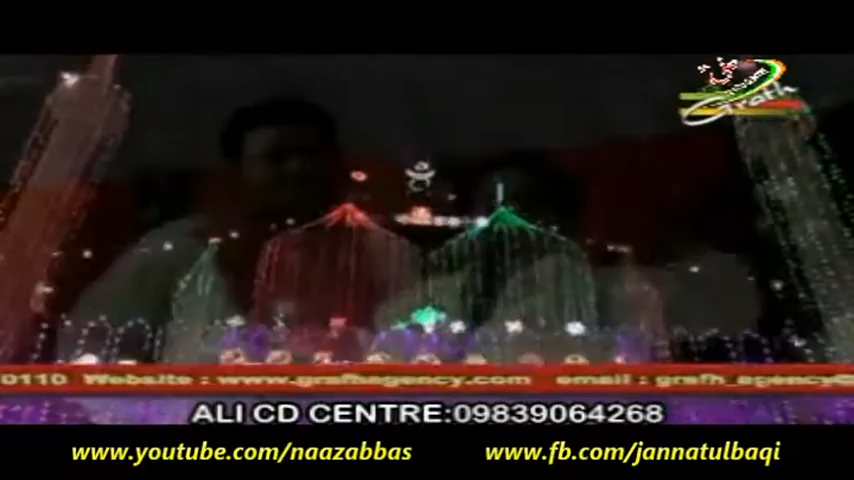 Grafh
0110 Website : www.grafhagency.com email : grafh_agency@
ALI CD CENTRE:09839064268
www.youtube.com/naazabbas www.fb.com/jannatulbaqi